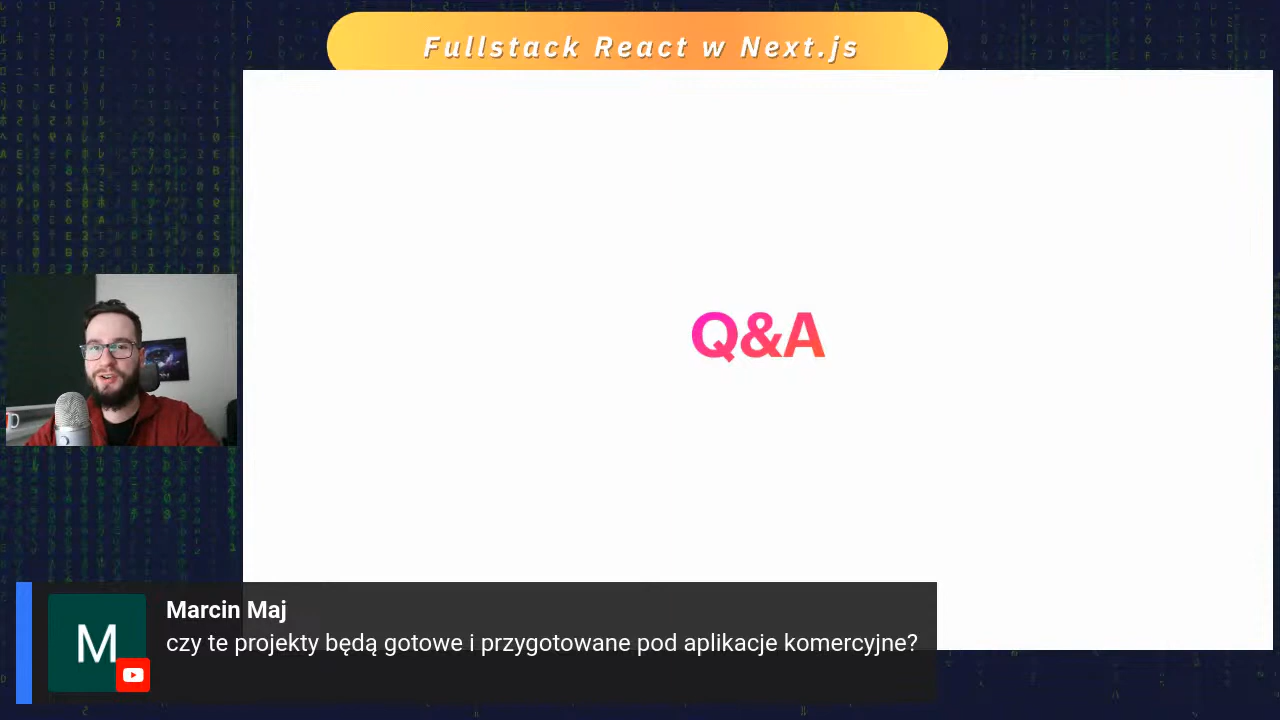 Fullstack React w Next.js
Q&A
Marcin Maj
M
czy te projekty będą gotowe i przygotowane pod aplikacje komercyjne?